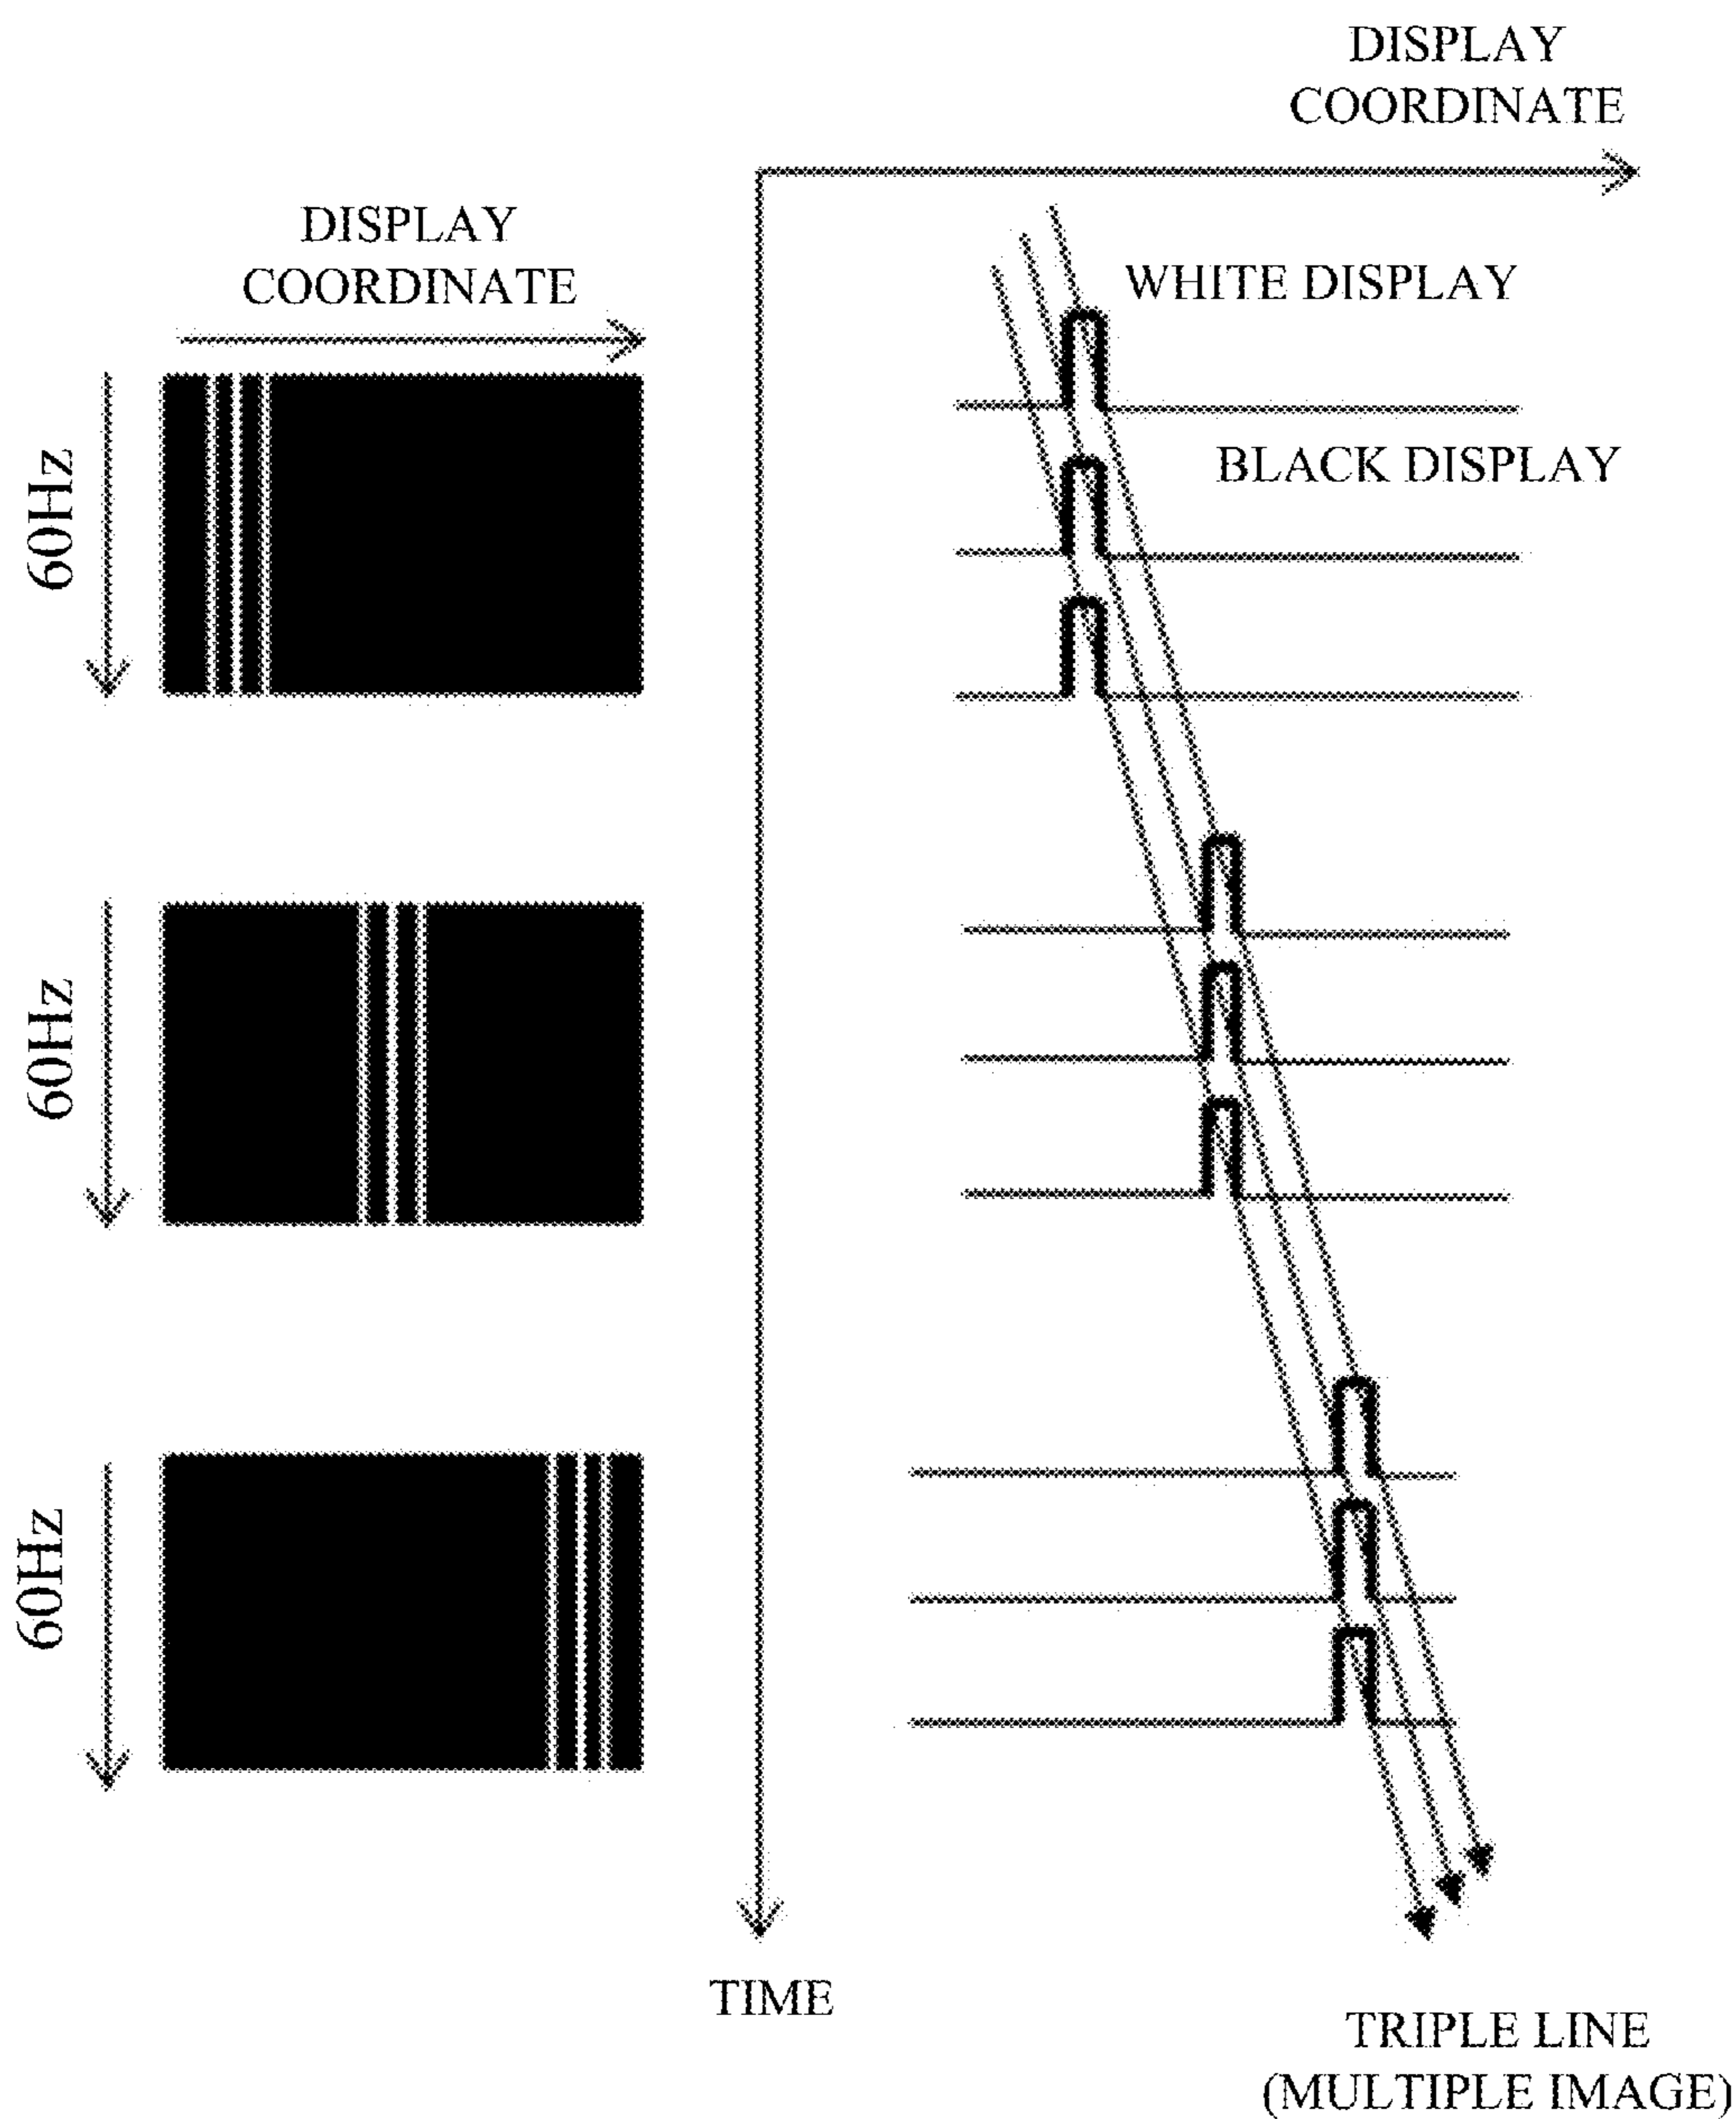 DISPLAY
COORDINATE
DISPLAY
COORDINATE
WHITE DISPLAY
BLACK DISPLAY
60Hz
60Hz
60Hz
TIME
TRIPLE LINE
(MULTIPLE IMAGE)